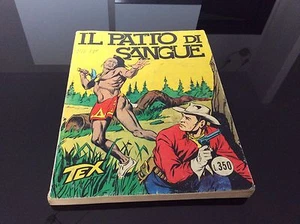 IL PATTO DI
SANGUE
TEX
350